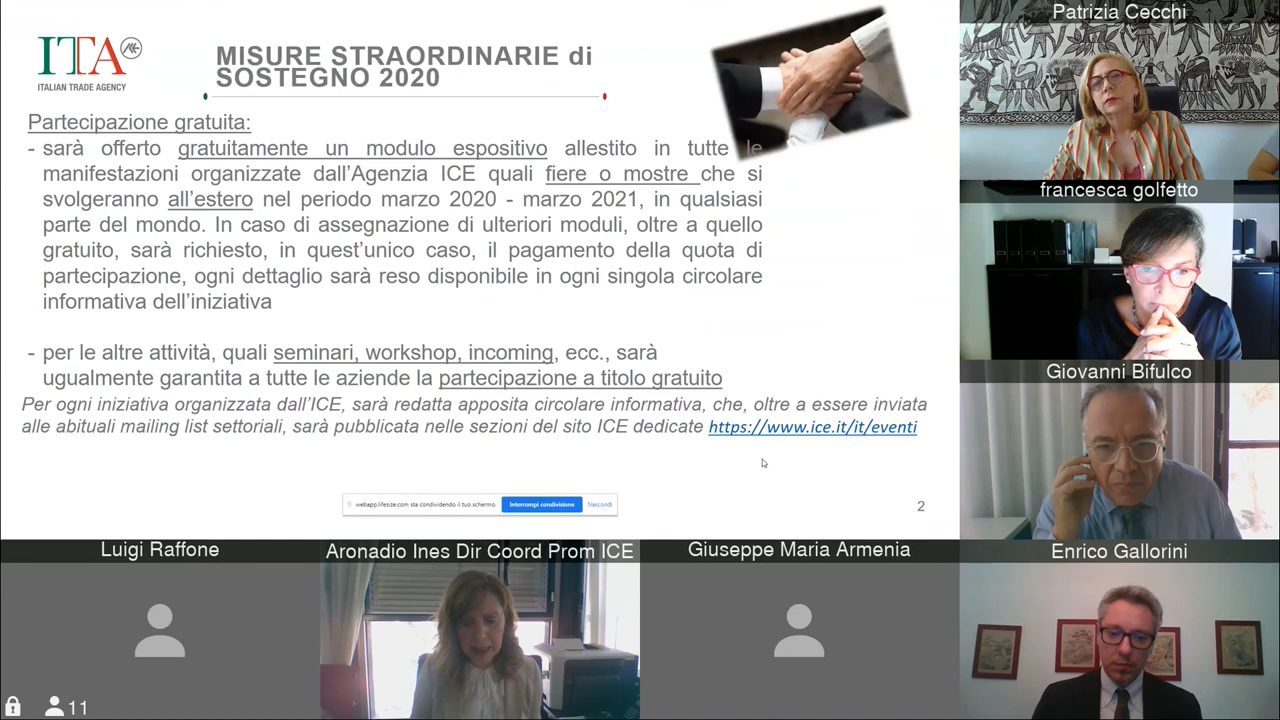 ITA
ITALIAN TRADE AGENCY
MISURE STRAORDINARIE di
SOSTEGNO 2020
Partecipazione gratuita:
- sarà offerto gratuitamente un modulo espositivo allestito in tutte le
manifestazioni organizzate dall'Agenzia ICE quali fiere o mostre che si
svolgeranno all'estero nel periodo marzo 2020 - marzo 2021, in qualsiasi
parte del mondo. In caso di assegnazione di ulteriori moduli, oltre a quello
gratuito, sarà richiesto, in quest'unico caso, il pagamento della quota di
partecipazione, ogni dettaglio sarà reso disponibile in ogni singola circolare
informativa dell'iniziativa
- per le altre attività, quali seminari, workshop, incoming, ecc., sarà
ugualmente garantita a tutte le aziende la partecipazione a titolo gratuito
Per ogni iniziativa organizzata dall'ICE, sarà redatta apposita circolare informativa, che, oltre a essere inviata
alle abituali mailing list settoriali, sarà pubblicata nelle sezioni del sito ICE dedicate https://www.ice.it/it/eventi
webapp.lifesize.com sta condividendo il tuo schermo. Interrompi condivisione Nascondi
2
Patrizia Cecchi
francesca golfetto
Giovanni Bifulco
Luigi Raffone
Aronadio Ines Dir Coord Prom ICE
Giuseppe Maria Armenia
Enrico Gallorini
11